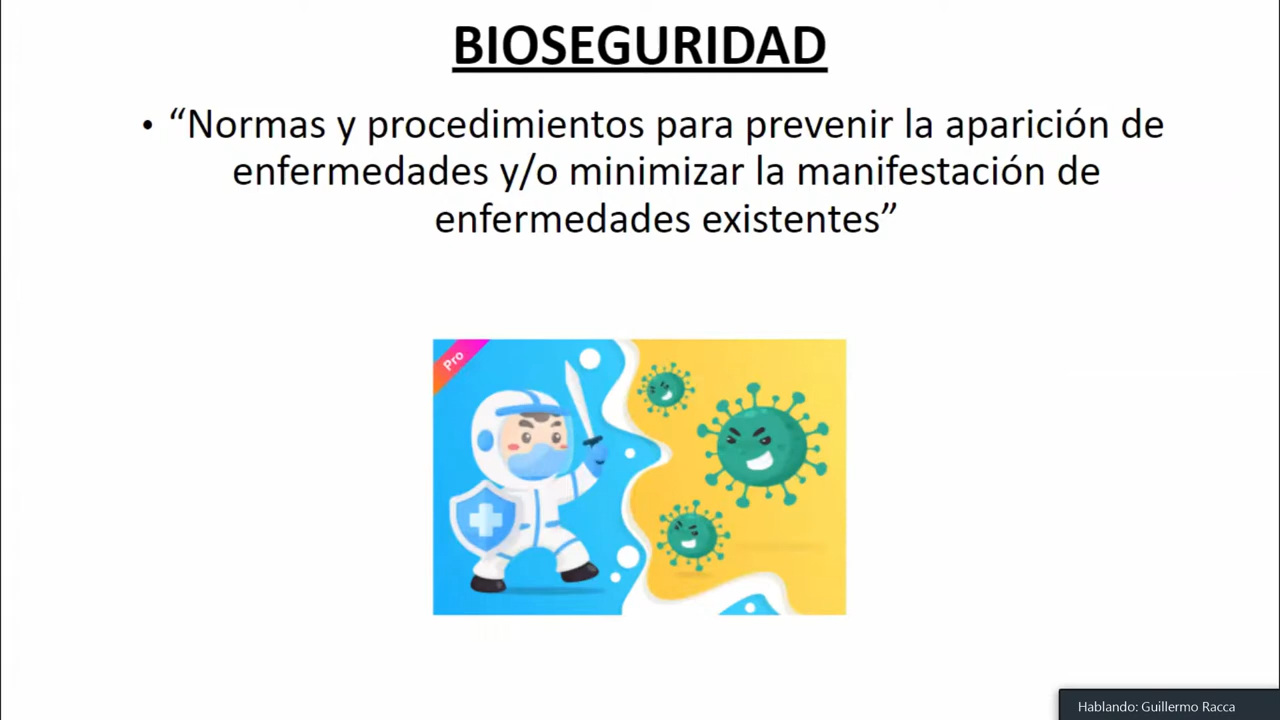 BIOSEGURIDAD
• “Normas y procedimientos para prevenir la aparición de
enfermedades y/o minimizar la manifestación de
enfermedades existentes”
Pro
Hablando: Guillermo Racca